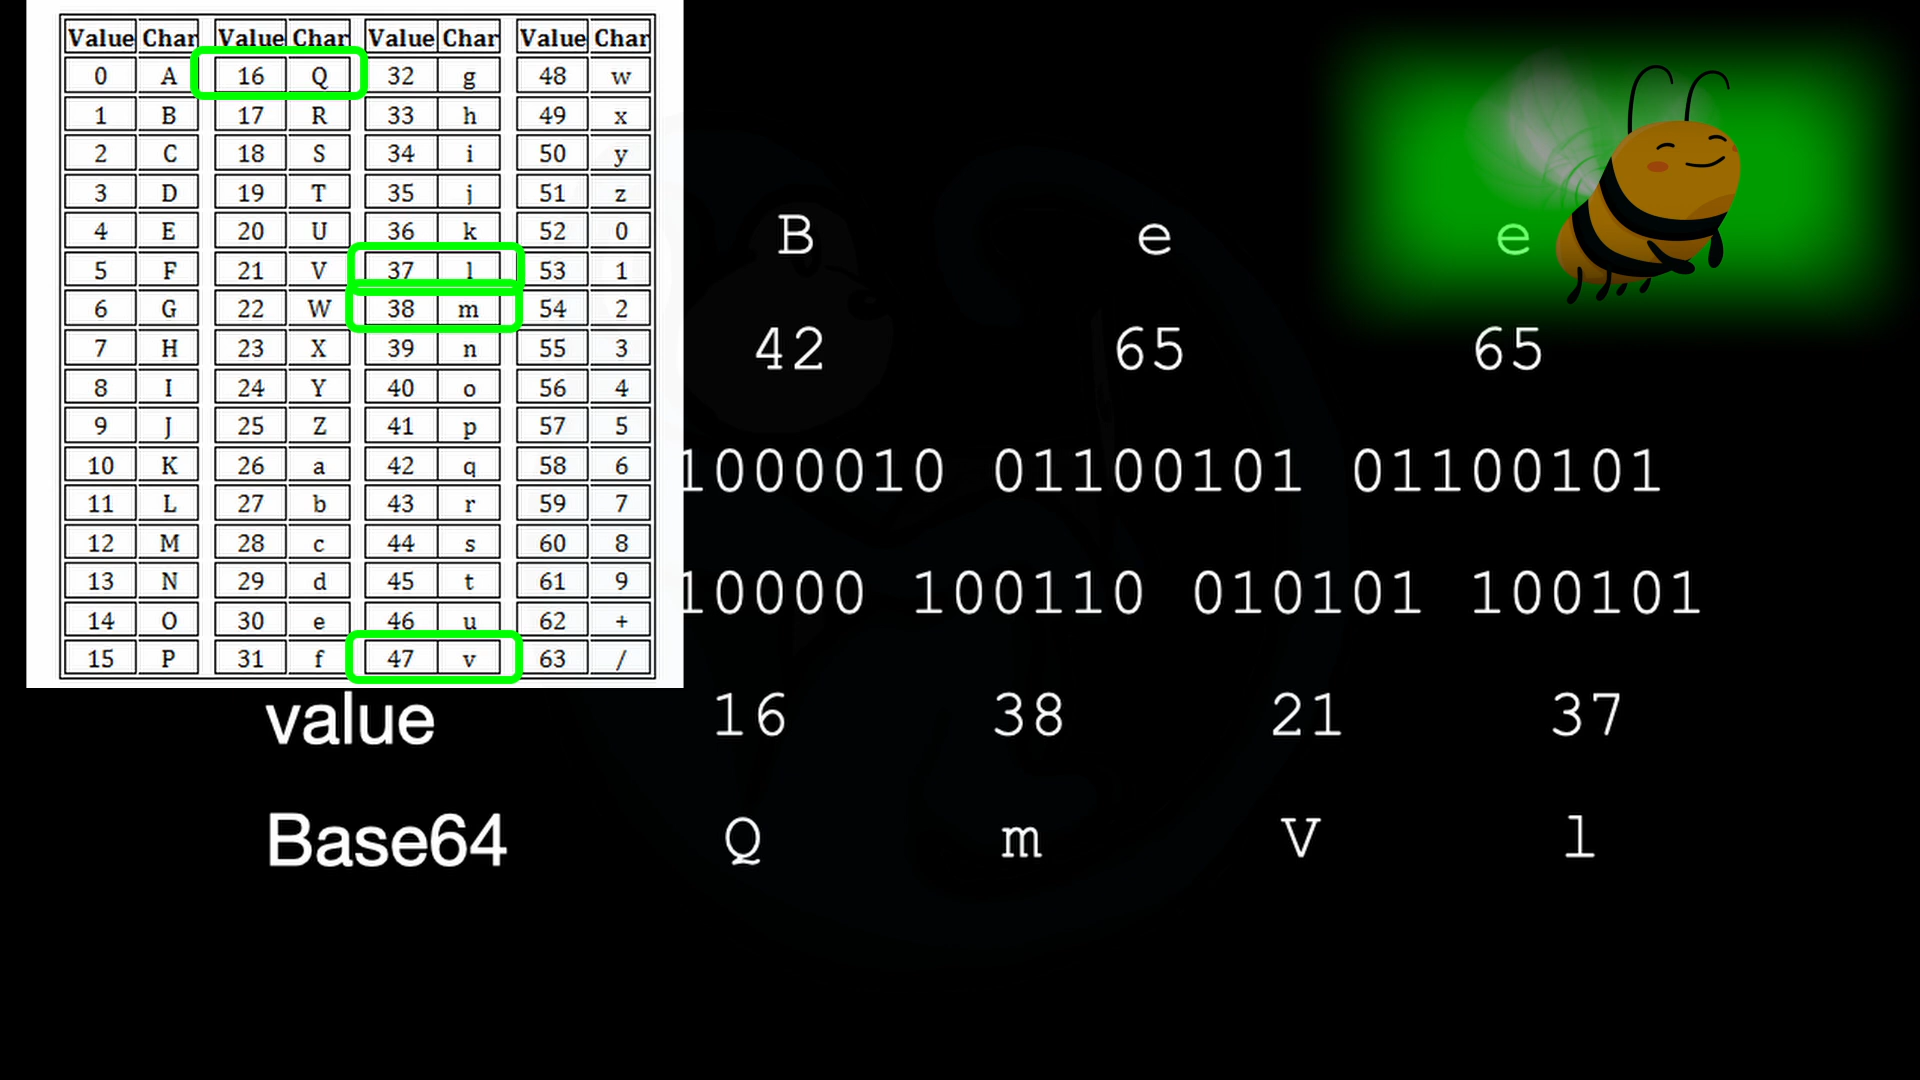 Value Char Value Char Value Char Value Char
0 A 16 Q 32 g 48 w
1 B 17 R 33 h 49 x
2 C 18 S 34 i 50 y
3 D 19 T 35 j 51 z
4 E 20 U 36 k 52 0
5 F 21 V 37 l 53 1
6 G 22 W 38 m 54 2
7 H 23 X 39 n 55 3
8 I 24 Y 40 o 56 4
9 J 25 Z 41 p 57 5
10 K 26 a 42 q 58 6
11 L 27 b 43 r 59 7
12 M 28 c 44 s 60 8
13 N 29 d 45 t 61 9
14 O 30 e 46 u 62 +
15 P 31 f 47 v 63 /
B e e
42 65 65
1000010 01100101 01100101
10000 100110 010101 100101
value 16 38 21 37
Base64 Q m V l